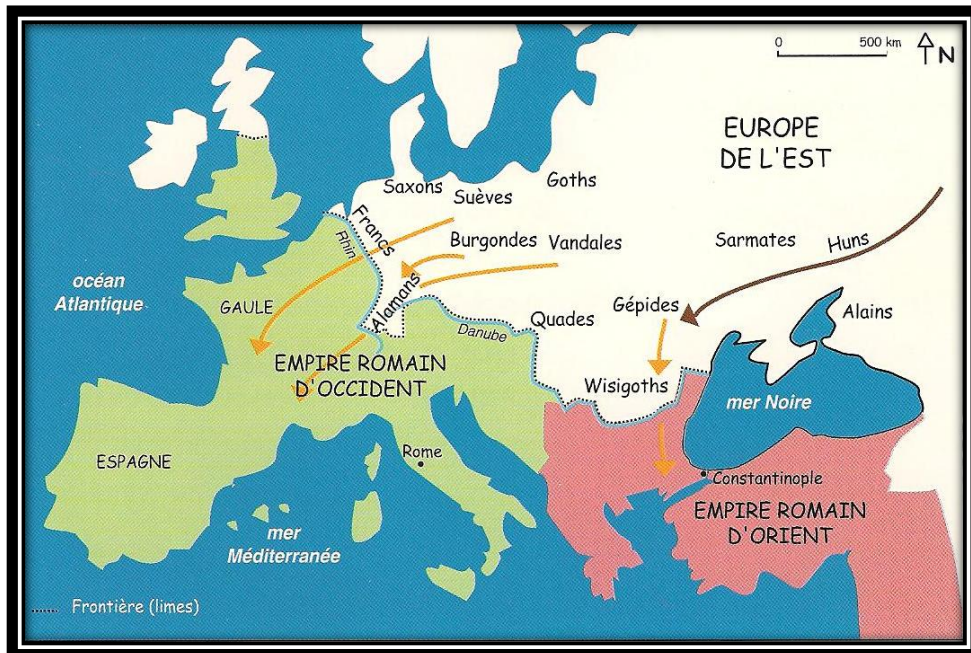 0 500 km
N
EUROPE
DE L'EST
Goths
Saxons
Suèves
Francs
Rhin
Burgondes
Vandales
Sarmates
Huns
océan
Atlantique
GAULE
Alamans
Danube
Quades
Gépides
Alains
EMPIRE ROMAIN
D'OCCIDENT
Wisigoths
mer Noire
ESPAGNE
Rome
Constantinople
EMPIRE ROMAIN
D'ORIENT
mer
Méditerranée
Frontière (limes)